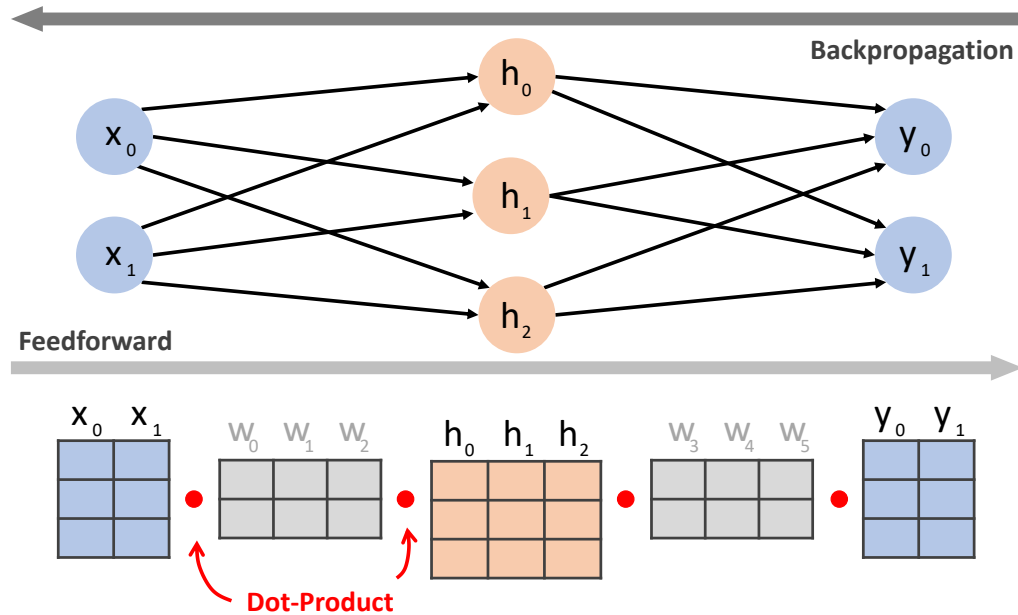 Backpropagation
h₀
x₀
y₀
h₁
x₁
y₁
h₂
Feedforward
x₀ x₁
w₀ w₁ w₂
h₀ h₁ h₂
w₃ w₄ w₅
y₀ y₁
Dot-Product